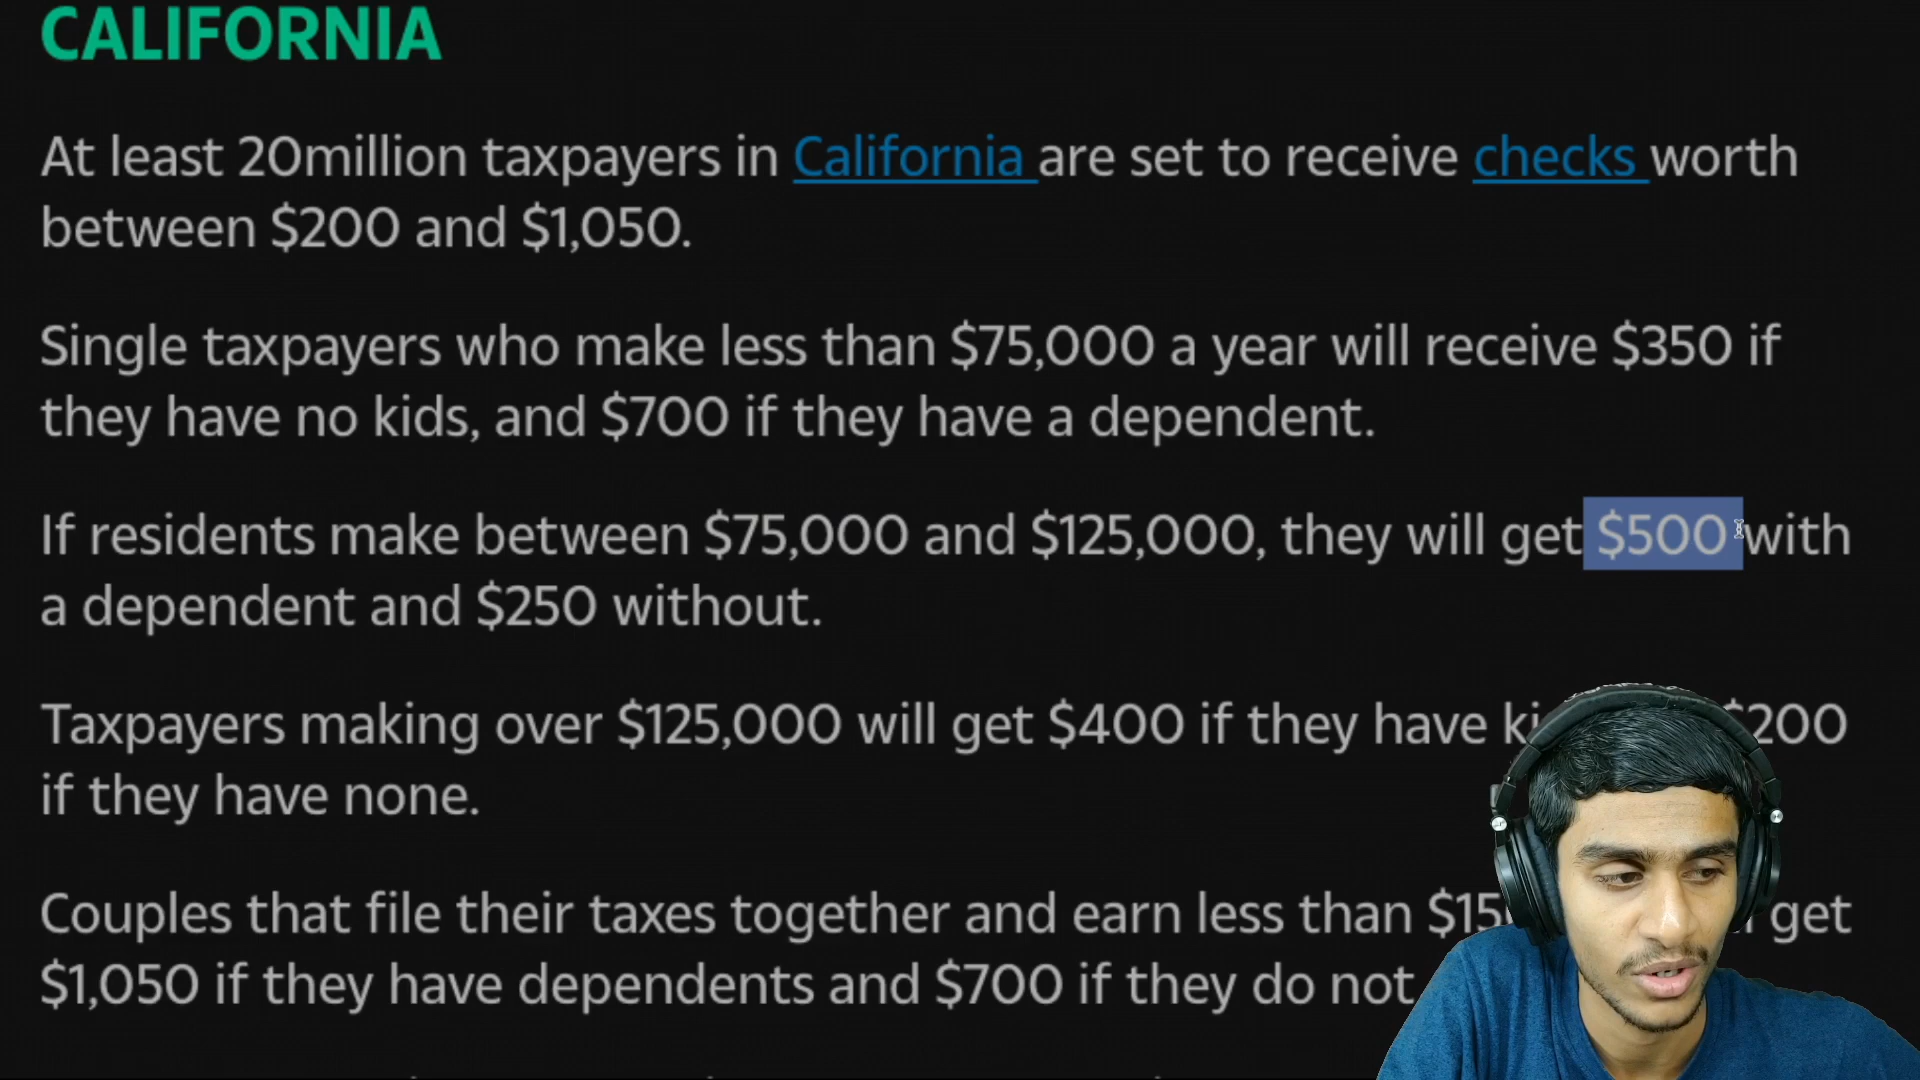 CALIFORNIA
At least 20million taxpayers in California are set to receive checks worth
between $200 and $1,050.
Single taxpayers who make less than $75,000 a year will receive $350 if
they have no kids, and $700 if they have a dependent.
If residents make between $75,000 and $125,000, they will get $500 with
a dependent and $250 without.
Taxpayers making over $125,000 will get $400 if they have $200
if they have none.
Couples that file their taxes together and earn less than get
$1,050 if they have dependents and $700 if they do not